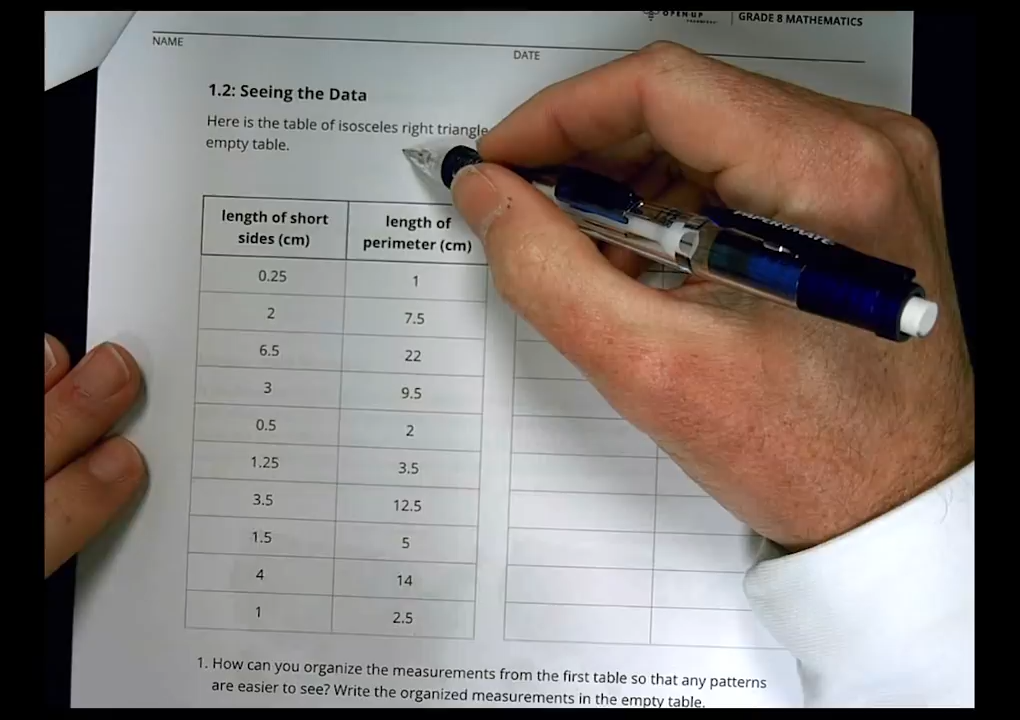 OPEN UP
GRADE 8 MATHEMATICS
NAME
DATE
1.2: Seeing the Data
Here is the table of isosceles right triangle
empty table.
length of short sides (cm)
length of perimeter (cm)
0.25 1
2 7.5
6.5 22
3 9.5
0.5 2
1.25 3.5
3.5 12.5
1.5 5
4 14
1 2.5
1. How can you organize the measurements from the first table so that any patterns
are easier to see? Write the organized measurements in the empty table.